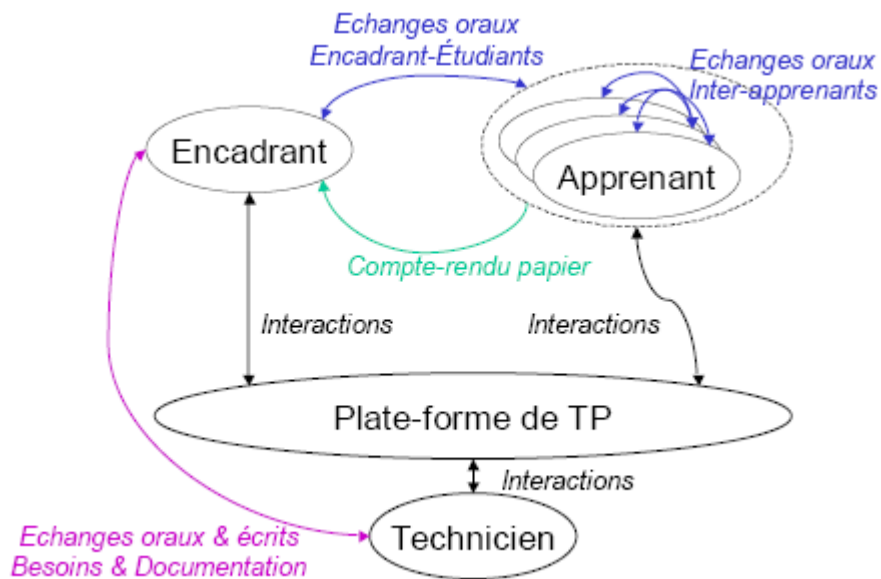 Echanges oraux
Encadrant-Étudiants
Echanges oraux
Inter-apprenants
Encadrant
Apprenant
Compte-rendu papier
Interactions
Interactions
Plate-forme de TP
Interactions
Technicien
Echanges oraux & écrits
Besoins & Documentation